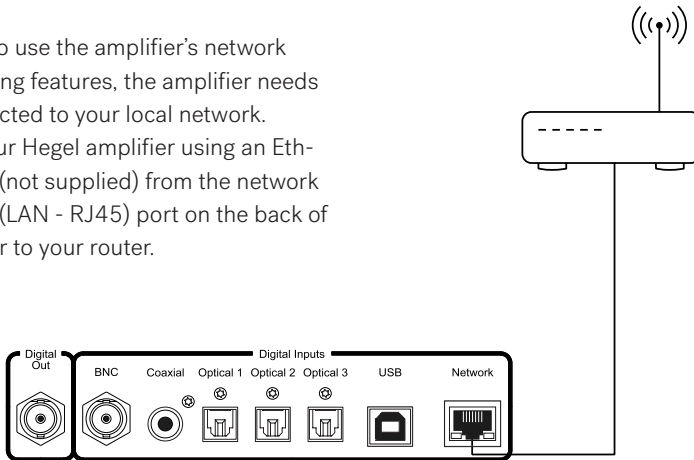 o use the amplifier's network
ng features, the amplifier needs
cted to your local network.
ur Hegel amplifier using an Eth-
(not supplied) from the network
(LAN - RJ45) port on the back of
r to your router.
Digital
Out
Digital Inputs
BNC Coaxial Optical 1 Optical 2 Optical 3 USB Network